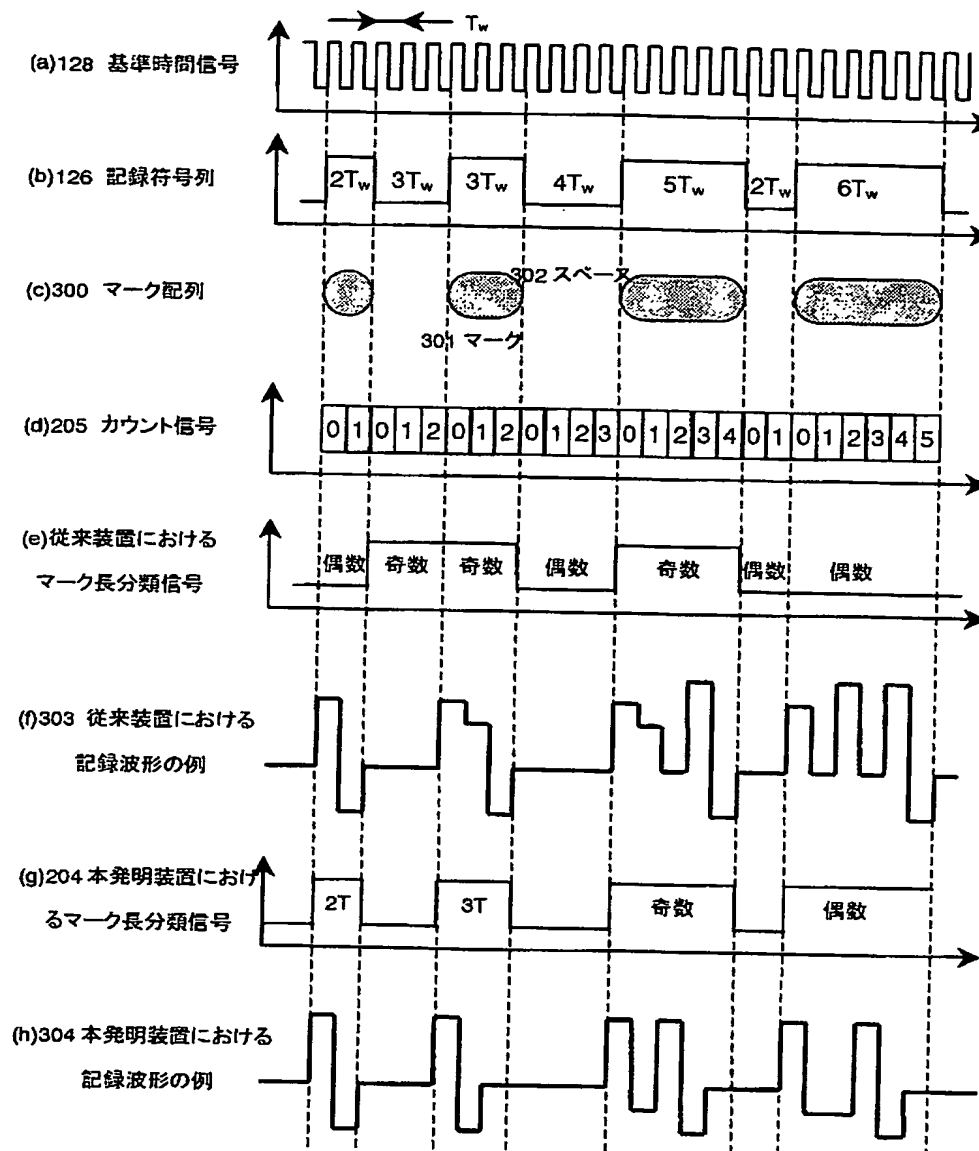 Tw
(a)128 基準時間信号
(b)126 記録符号列
2Tw 3Tw 3Tw 4Tw 5Tw 2Tw 6Tw
(c)300 マーク配列
302 スペース
301 マーク
(d)205 カウント信号
0 1 0 1 2 0 1 2 0 1 2 3 0 1 2 3 4 0 1 0 1 2 3 4 5
(e)従来装置における
マーク長分類信号
偶数 奇数 奇数 偶数 奇数 偶数 偶数
(f)303 従来装置における
記録波形の例
(g)204 本発明装置におけ
るマーク長分類信号
2T 3T 奇数 偶数
(h)304 本発明装置における
記録波形の例